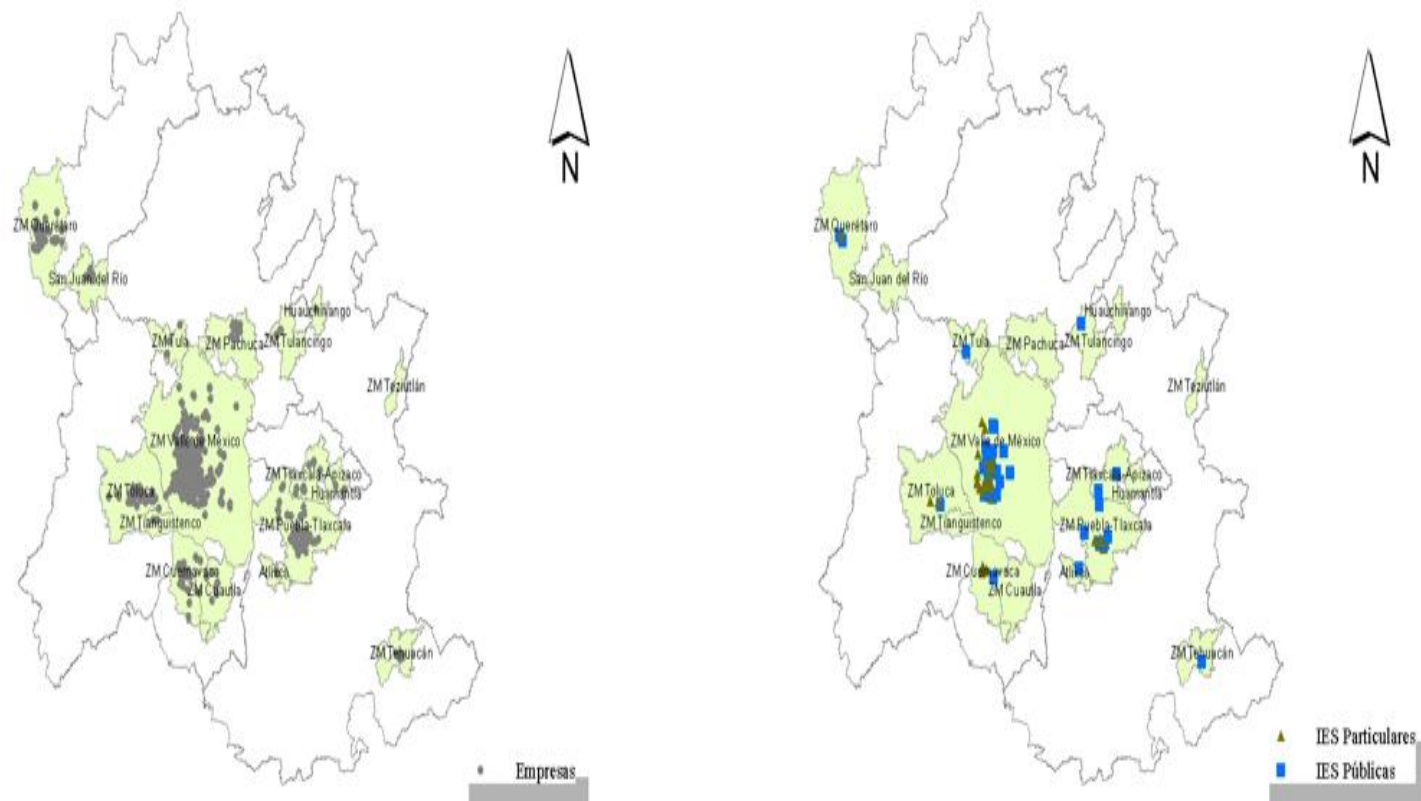 N
ZM Querétaro
San Juan del Río
Huauchinango
ZM Tula
ZM Pachuca
ZM Tulancingo
ZM Teziutlán
ZM Valle de México
ZM Tlaxcala-Apizaco
ZM Toluca
Huamantla
ZM Tianguistenco
ZM Puebla-Tlaxcala
ZM Cuernavaca
Atlixco
ZM Cuautla
ZM Tehuacán
Empresas
N
ZM Querétaro
San Juan del Río
Huauchinango
ZM Tula
ZM Pachuca
ZM Tulancingo
ZM Teziutlán
ZM Valle de México
ZM Tlaxcala-Apizaco
ZM Toluca
Huamantla
ZM Tianguistenco
ZM Puebla-Tlaxcala
ZM Cuernavaca
Atlixco
ZM Cuautla
ZM Tehuacán
IES Particulares
IES Públicas